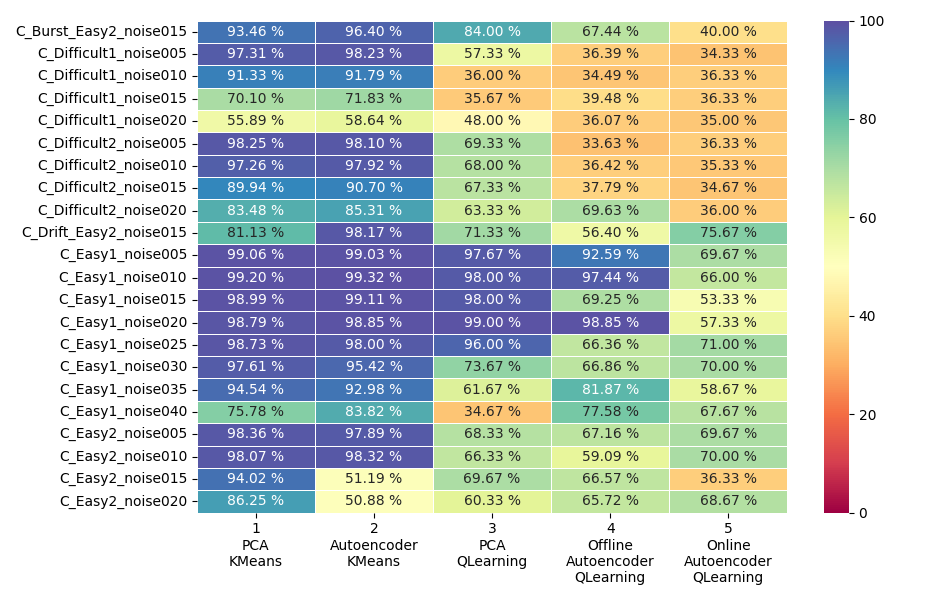 C_Burst_Easy2_noise015 93.46 % 96.40 % 84.00 % 67.44 % 40.00 %
C_Difficult1_noise005 97.31 % 98.23 % 57.33 % 36.39 % 34.33 %
C_Difficult1_noise010 91.33 % 91.79 % 36.00 % 34.49 % 36.33 %
C_Difficult1_noise015 70.10 % 71.83 % 35.67 % 39.48 % 36.33 %
C_Difficult1_noise020 55.89 % 58.64 % 48.00 % 36.07 % 35.00 %
C_Difficult2_noise005 98.25 % 98.10 % 69.33 % 33.63 % 36.33 %
C_Difficult2_noise010 97.26 % 97.92 % 68.00 % 36.42 % 35.33 %
C_Difficult2_noise015 89.94 % 90.70 % 67.33 % 37.79 % 34.67 %
C_Difficult2_noise020 83.48 % 85.31 % 63.33 % 69.63 % 36.00 %
C_Drift_Easy2_noise015 81.13 % 98.17 % 71.33 % 56.40 % 75.67 %
C_Easy1_noise005 99.06 % 99.03 % 97.67 % 92.59 % 69.67 %
C_Easy1_noise010 99.20 % 99.32 % 98.00 % 97.44 % 66.00 %
C_Easy1_noise015 98.99 % 99.11 % 98.00 % 69.25 % 53.33 %
C_Easy1_noise020 98.79 % 98.85 % 99.00 % 98.85 % 57.33 %
C_Easy1_noise025 98.73 % 98.00 % 96.00 % 66.36 % 71.00 %
C_Easy1_noise030 97.61 % 95.42 % 73.67 % 66.86 % 70.00 %
C_Easy1_noise035 94.54 % 92.98 % 61.67 % 81.87 % 58.67 %
C_Easy1_noise040 75.78 % 83.82 % 34.67 % 77.58 % 67.67 %
C_Easy2_noise005 98.36 % 97.89 % 68.33 % 67.16 % 69.67 %
C_Easy2_noise010 98.07 % 98.32 % 66.33 % 59.09 % 70.00 %
C_Easy2_noise015 94.02 % 51.19 % 69.67 % 66.57 % 36.33 %
C_Easy2_noise020 86.25 % 50.88 % 60.33 % 65.72 % 68.67 %
1 2 3 4 5
PCA Autoencoder PCA Offline Online
KMeans KMeans QLearning Autoencoder Autoencoder
QLearning QLearning
100
80
60
40
20
0